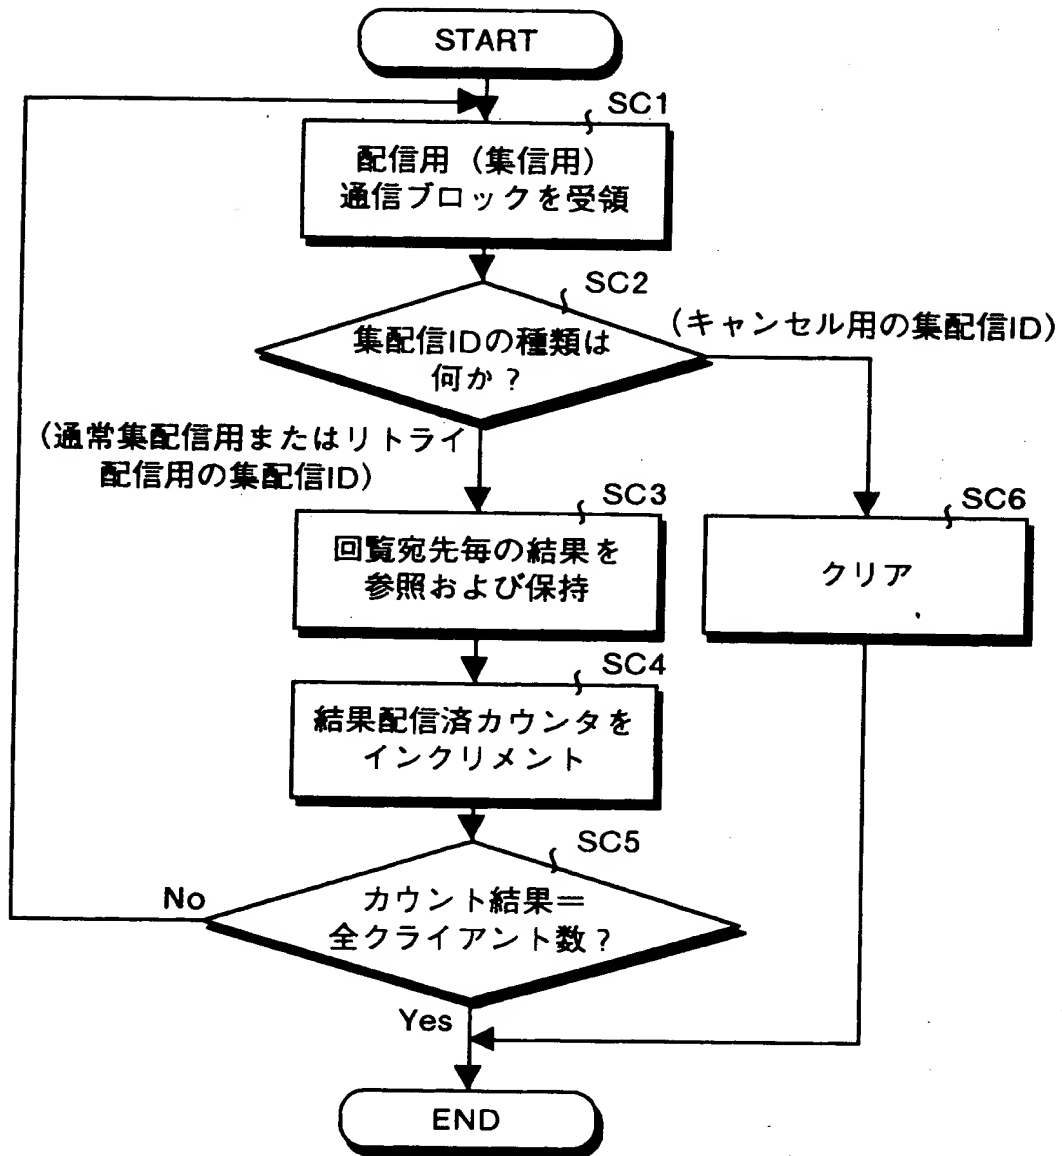 START
SC1
配信用（集信用）
通信ブロックを受領
SC2
集配信IDの種類は
何か？
（キャンセル用の集配信ID）
（通常集配信用またはリトライ
配信用の集配信ID）
SC3
回覧宛先毎の結果を
参照および保持
SC6
クリア
SC4
結果配信済カウンタを
インクリメント
SC5
カウント結果＝
全クライアント数？
No
Yes
END